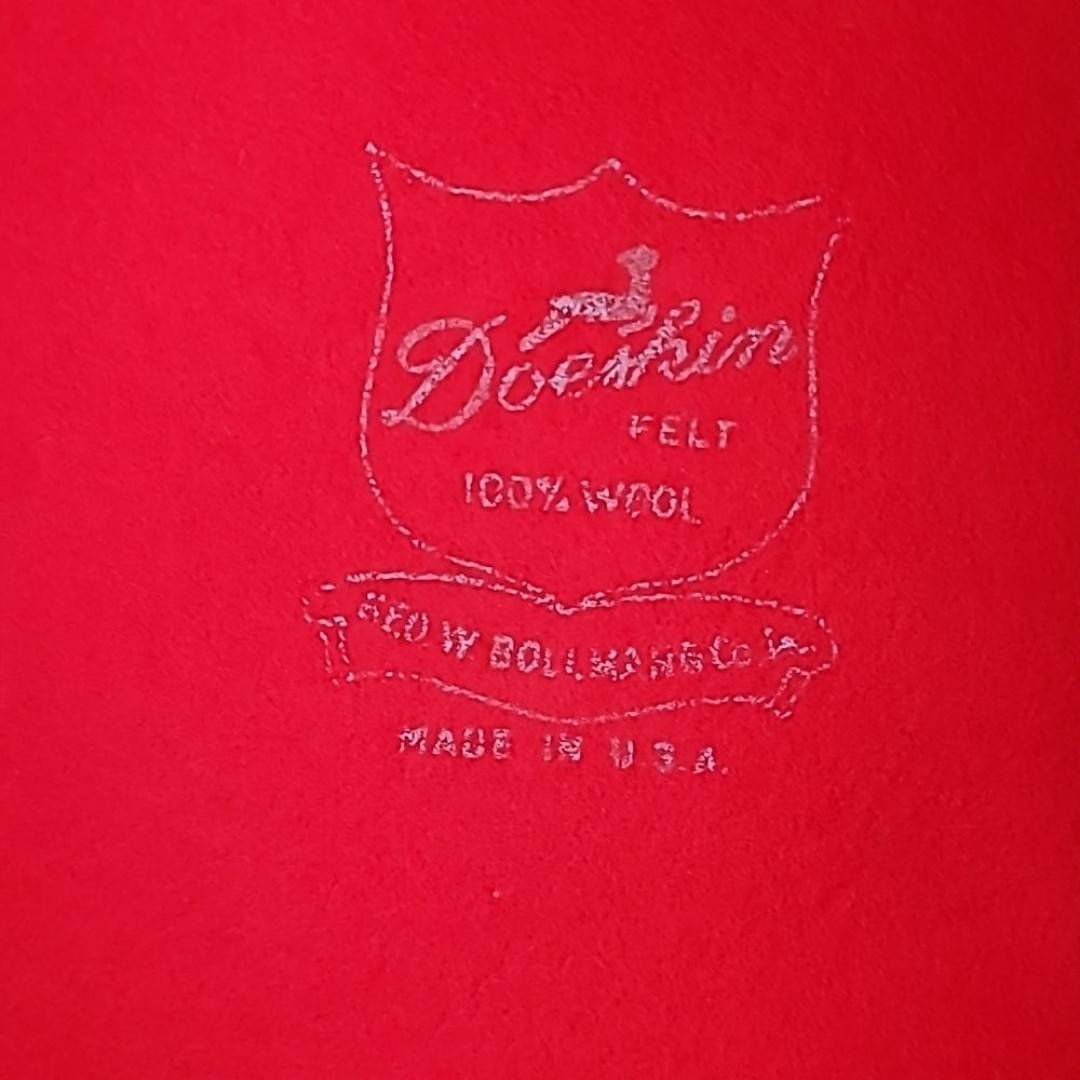 Doeskin
FELT
100% WOOL
GEO. W. BOLLMAN & Co.
MADE IN U.S.A.